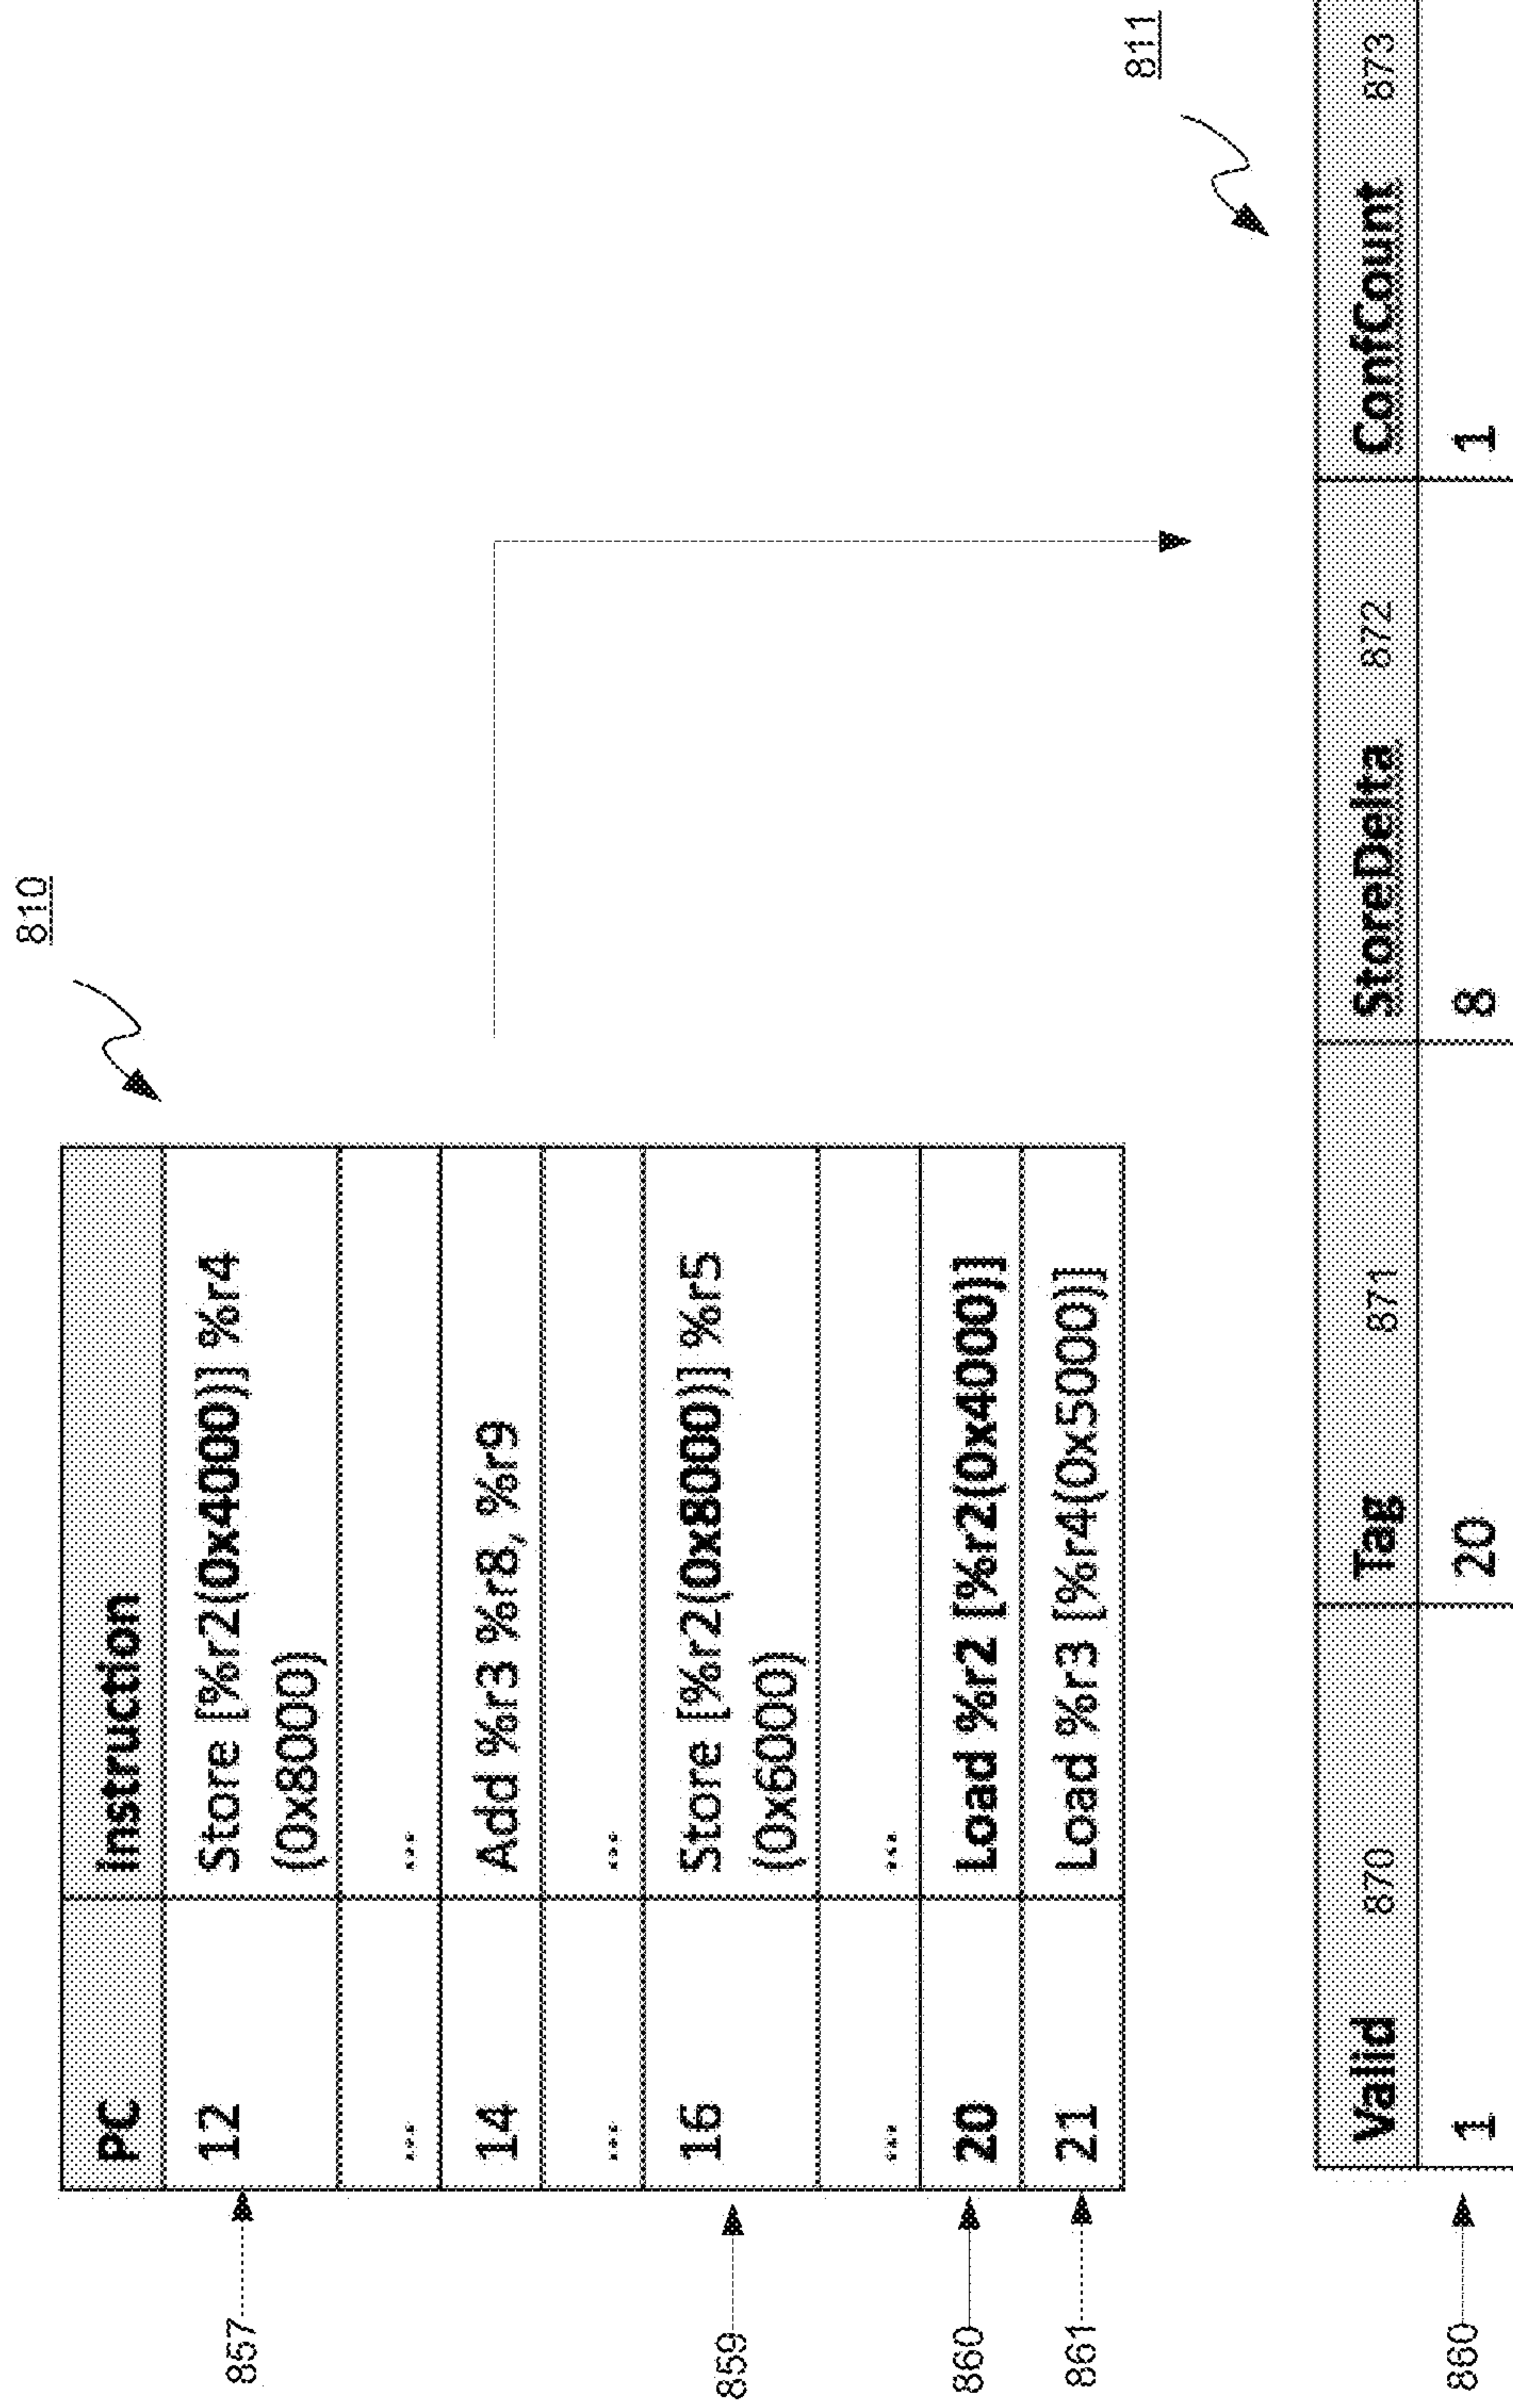 810
PC Instruction
857 12 Store [%r2(0x4000)] %r4
(0x8000)
... ...
14 Add %r3 %r8, %r9
... ...
859 16 Store [%r2(0x8000)] %r5
(0x6000)
... ...
860 20 Load %r2 [%r2(0x4000)]
861 21 Load %r3 [%r4(0x5000)]
811
Valid 870 Tag 871 StoreDelta 872 ConfCount 873
880 1 20 8 1